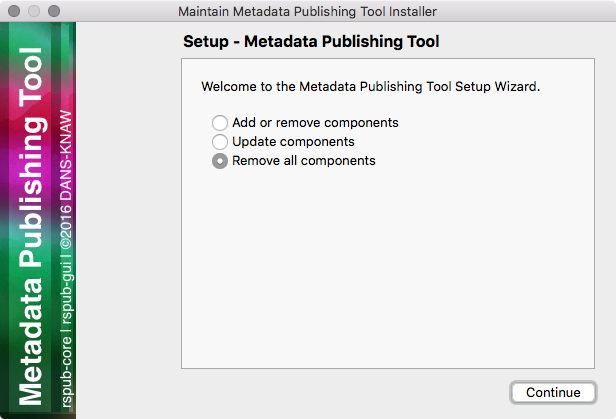 Maintain Metadata Publishing Tool Installer
Setup - Metadata Publishing Tool
Welcome to the Metadata Publishing Tool Setup Wizard.
Add or remove components
Update components
Remove all components
Continue
Metadata Publishing Tool
rspub-core | rspub-gui | ©2016 DANS-KNAW